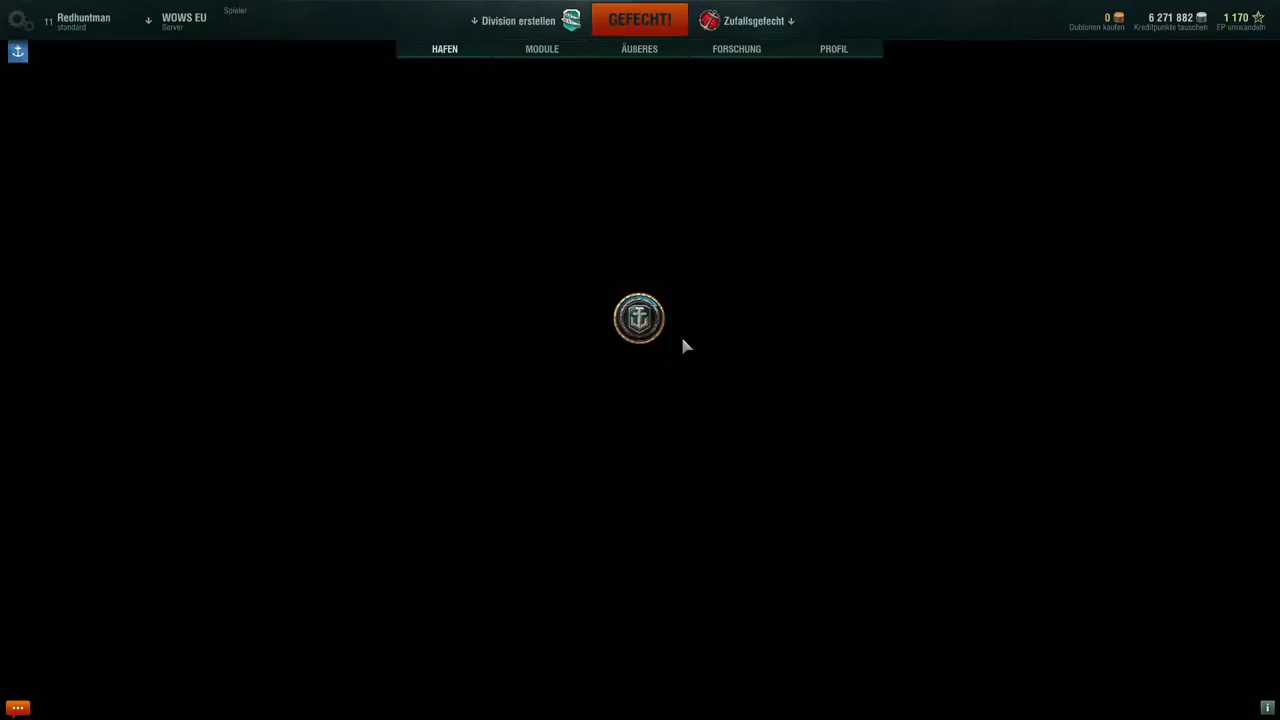 11 Redhuntman
standard
WOWS EU
Server
Spieler
Division erstellen
GEFECHT!
Zufallsgefecht
0
Dublonen kaufen
6 271 882
Kreditpunkte tauschen
1 170
EP umwandeln
HAFEN
MODULE
ÄUßERES
FORSCHUNG
PROFIL